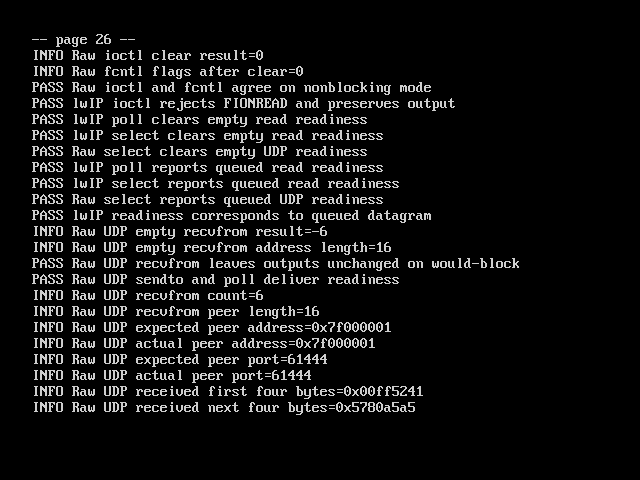 -- page 26 --
INFO Raw ioctl clear result=0
INFO Raw fcntl flags after clear=0
PASS Raw ioctl and fcntl agree on nonblocking mode
PASS lwIP ioctl rejects FIONREAD and preserves output
PASS lwIP poll clears empty read readiness
PASS lwIP select clears empty read readiness
PASS Raw select clears empty UDP readiness
PASS lwIP poll reports queued read readiness
PASS lwIP select reports queued read readiness
PASS Raw select reports queued UDP readiness
PASS lwIP readiness corresponds to queued datagram
INFO Raw UDP empty recvfrom result=-6
INFO Raw UDP empty recvfrom address length=16
PASS Raw UDP recvfrom leaves outputs unchanged on would-block
PASS Raw UDP sendto and poll deliver readiness
INFO Raw UDP recvfrom count=6
INFO Raw UDP recvfrom peer length=16
INFO Raw UDP expected peer address=0x7f000001
INFO Raw UDP actual peer address=0x7f000001
INFO Raw UDP expected peer port=61444
INFO Raw UDP actual peer port=61444
INFO Raw UDP received first four bytes=0x00ff5241
INFO Raw UDP received next four bytes=0x5780a5a5